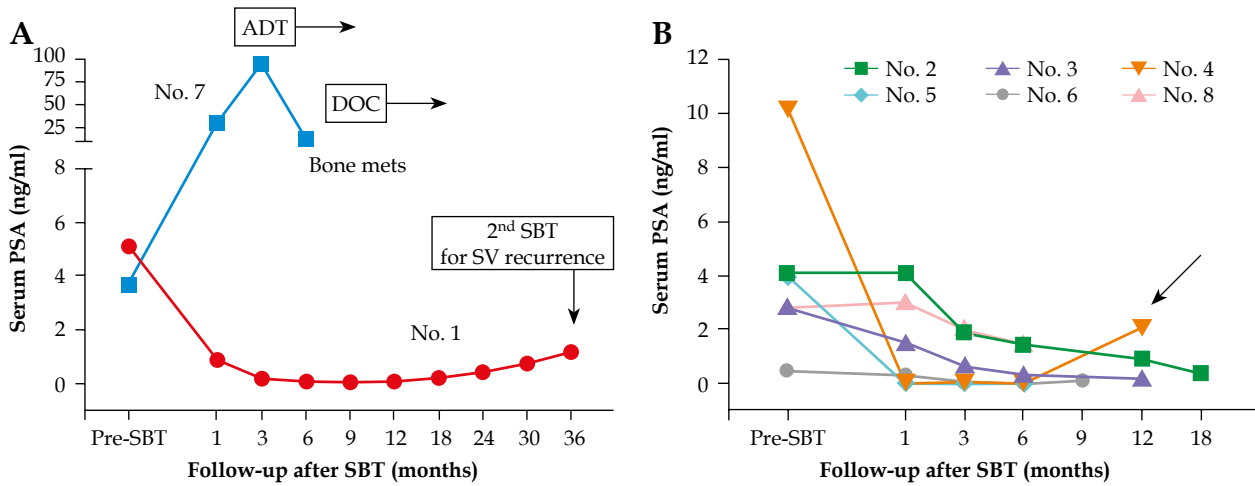 A
ADT
100
75
50
25
No. 7
DOC
Bone mets
8
6
4
2
0
2nd SBT
for SV recurrence
No. 1
Serum PSA (ng/ml)
Pre-SBT 1 3 6 9 12 18 24 30 36
Follow-up after SBT (months)
B
12
10
8
6
4
2
0
No. 2 No. 3 No. 4
No. 5 No. 6 No. 8
Serum PSA (ng/ml)
Pre-SBT 1 3 6 9 12 18
Follow-up after SBT (months)